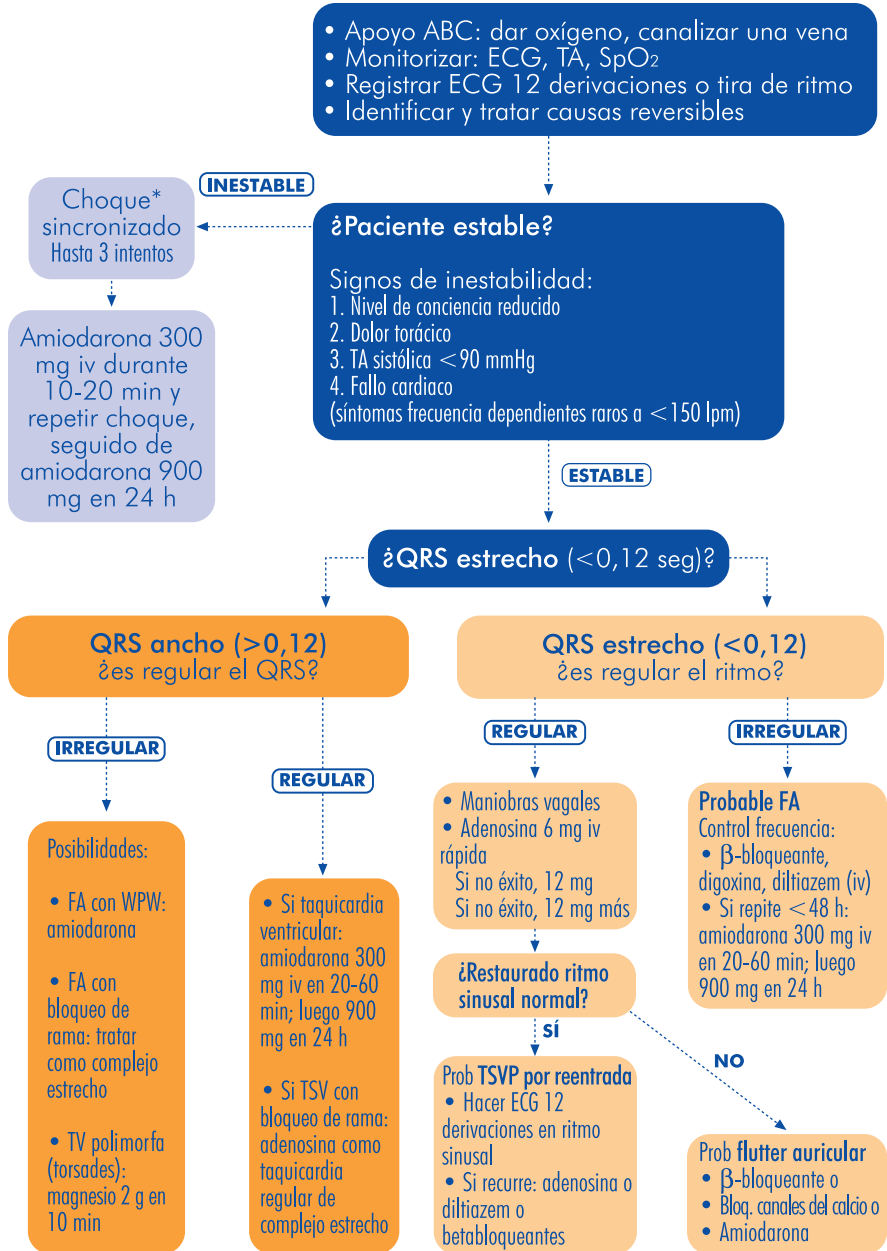 • Apoyo ABC: dar oxígeno, canalizar una vena
• Monitorizar: ECG, TA, SpO₂
• Registrar ECG 12 derivaciones o tira de ritmo
• Identificar y tratar causas reversibles
INESTABLE
Choque*
sincronizado
Hasta 3 intentos
Amiodarona 300
mg iv durante
10-20 min y
repetir choque,
seguido de
amiodarona 900
mg en 24 h
¿Paciente estable?
Signos de inestabilidad:
1. Nivel de conciencia reducido
2. Dolor torácico
3. TA sistólica <90 mmHg
4. Fallo cardiaco
(síntomas frecuencia dependientes raros a <150 lpm)
ESTABLE
¿QRS estrecho (<0,12 seg)?
QRS ancho (>0,12)
¿es regular el QRS?
IRREGULAR
Posibilidades:
• FA con WPW:
amiodarona
• FA con
bloqueo de
rama: tratar
como complejo
estrecho
• TV polimorfa
(torsades):
magnesio 2 g en
10 min
REGULAR
• Si taquicardia
ventricular:
amiodarona 300
mg iv en 20-60
min; luego 900
mg en 24 h
• Si TSV con
bloqueo de rama:
adenosina como
taquicardia
regular de
complejo estrecho
QRS estrecho (<0,12)
¿es regular el ritmo?
REGULAR
• Maniobras vagales
• Adenosina 6 mg iv
rápida
Si no éxito, 12 mg
Si no éxito, 12 mg más
¿Restaurado ritmo
sinusal normal?
SÍ
Prob TSVP por reentrada
• Hacer ECG 12
derivaciones en ritmo
sinusal
• Si recurre: adenosina o
diltiazem o
betabloqueantes
NO
Prob flutter auricular
• β-bloqueante o
• Bloq. canales del calcio o
• Amiodarona
IRREGULAR
Probable FA
Control frecuencia:
• β-bloqueante,
digoxina, diltiazem (iv)
• Si repite <48 h:
amiodarona 300 mg iv
en 20-60 min; luego
900 mg en 24 h